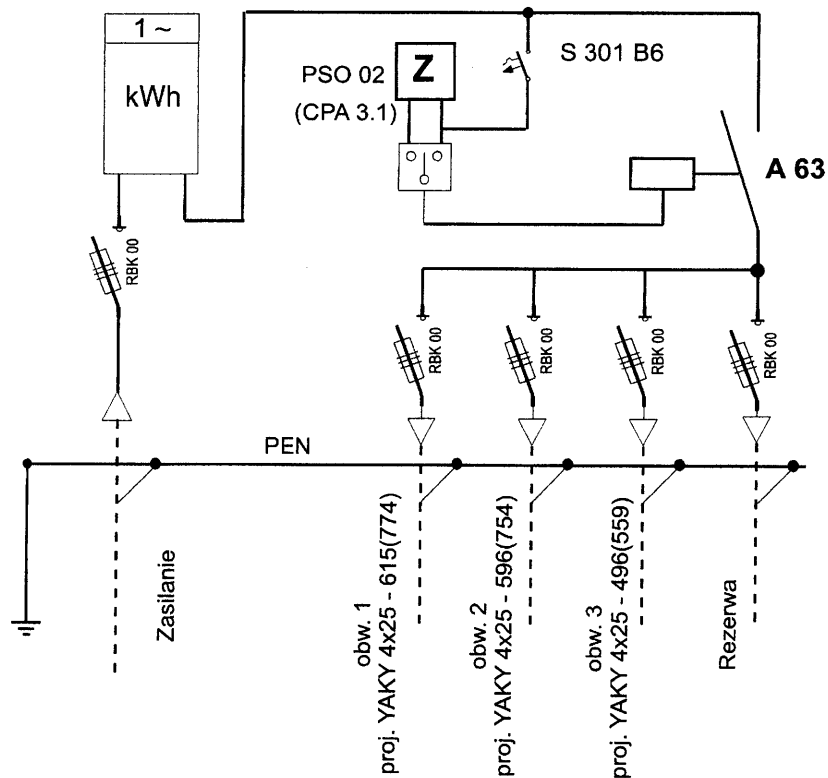 1 ~
kWh
PSO 02
(CPA 3.1)
Z
S 301 B6
A 63
RBK 00
RBK 00
RBK 00
RBK 00
RBK 00
PEN
Zasilanie
obw. 1
proj. YAKY 4x25 - 615(774)
obw. 2
proj. YAKY 4x25 - 596(754)
obw. 3
proj. YAKY 4x25 - 496(559)
Rezerwa